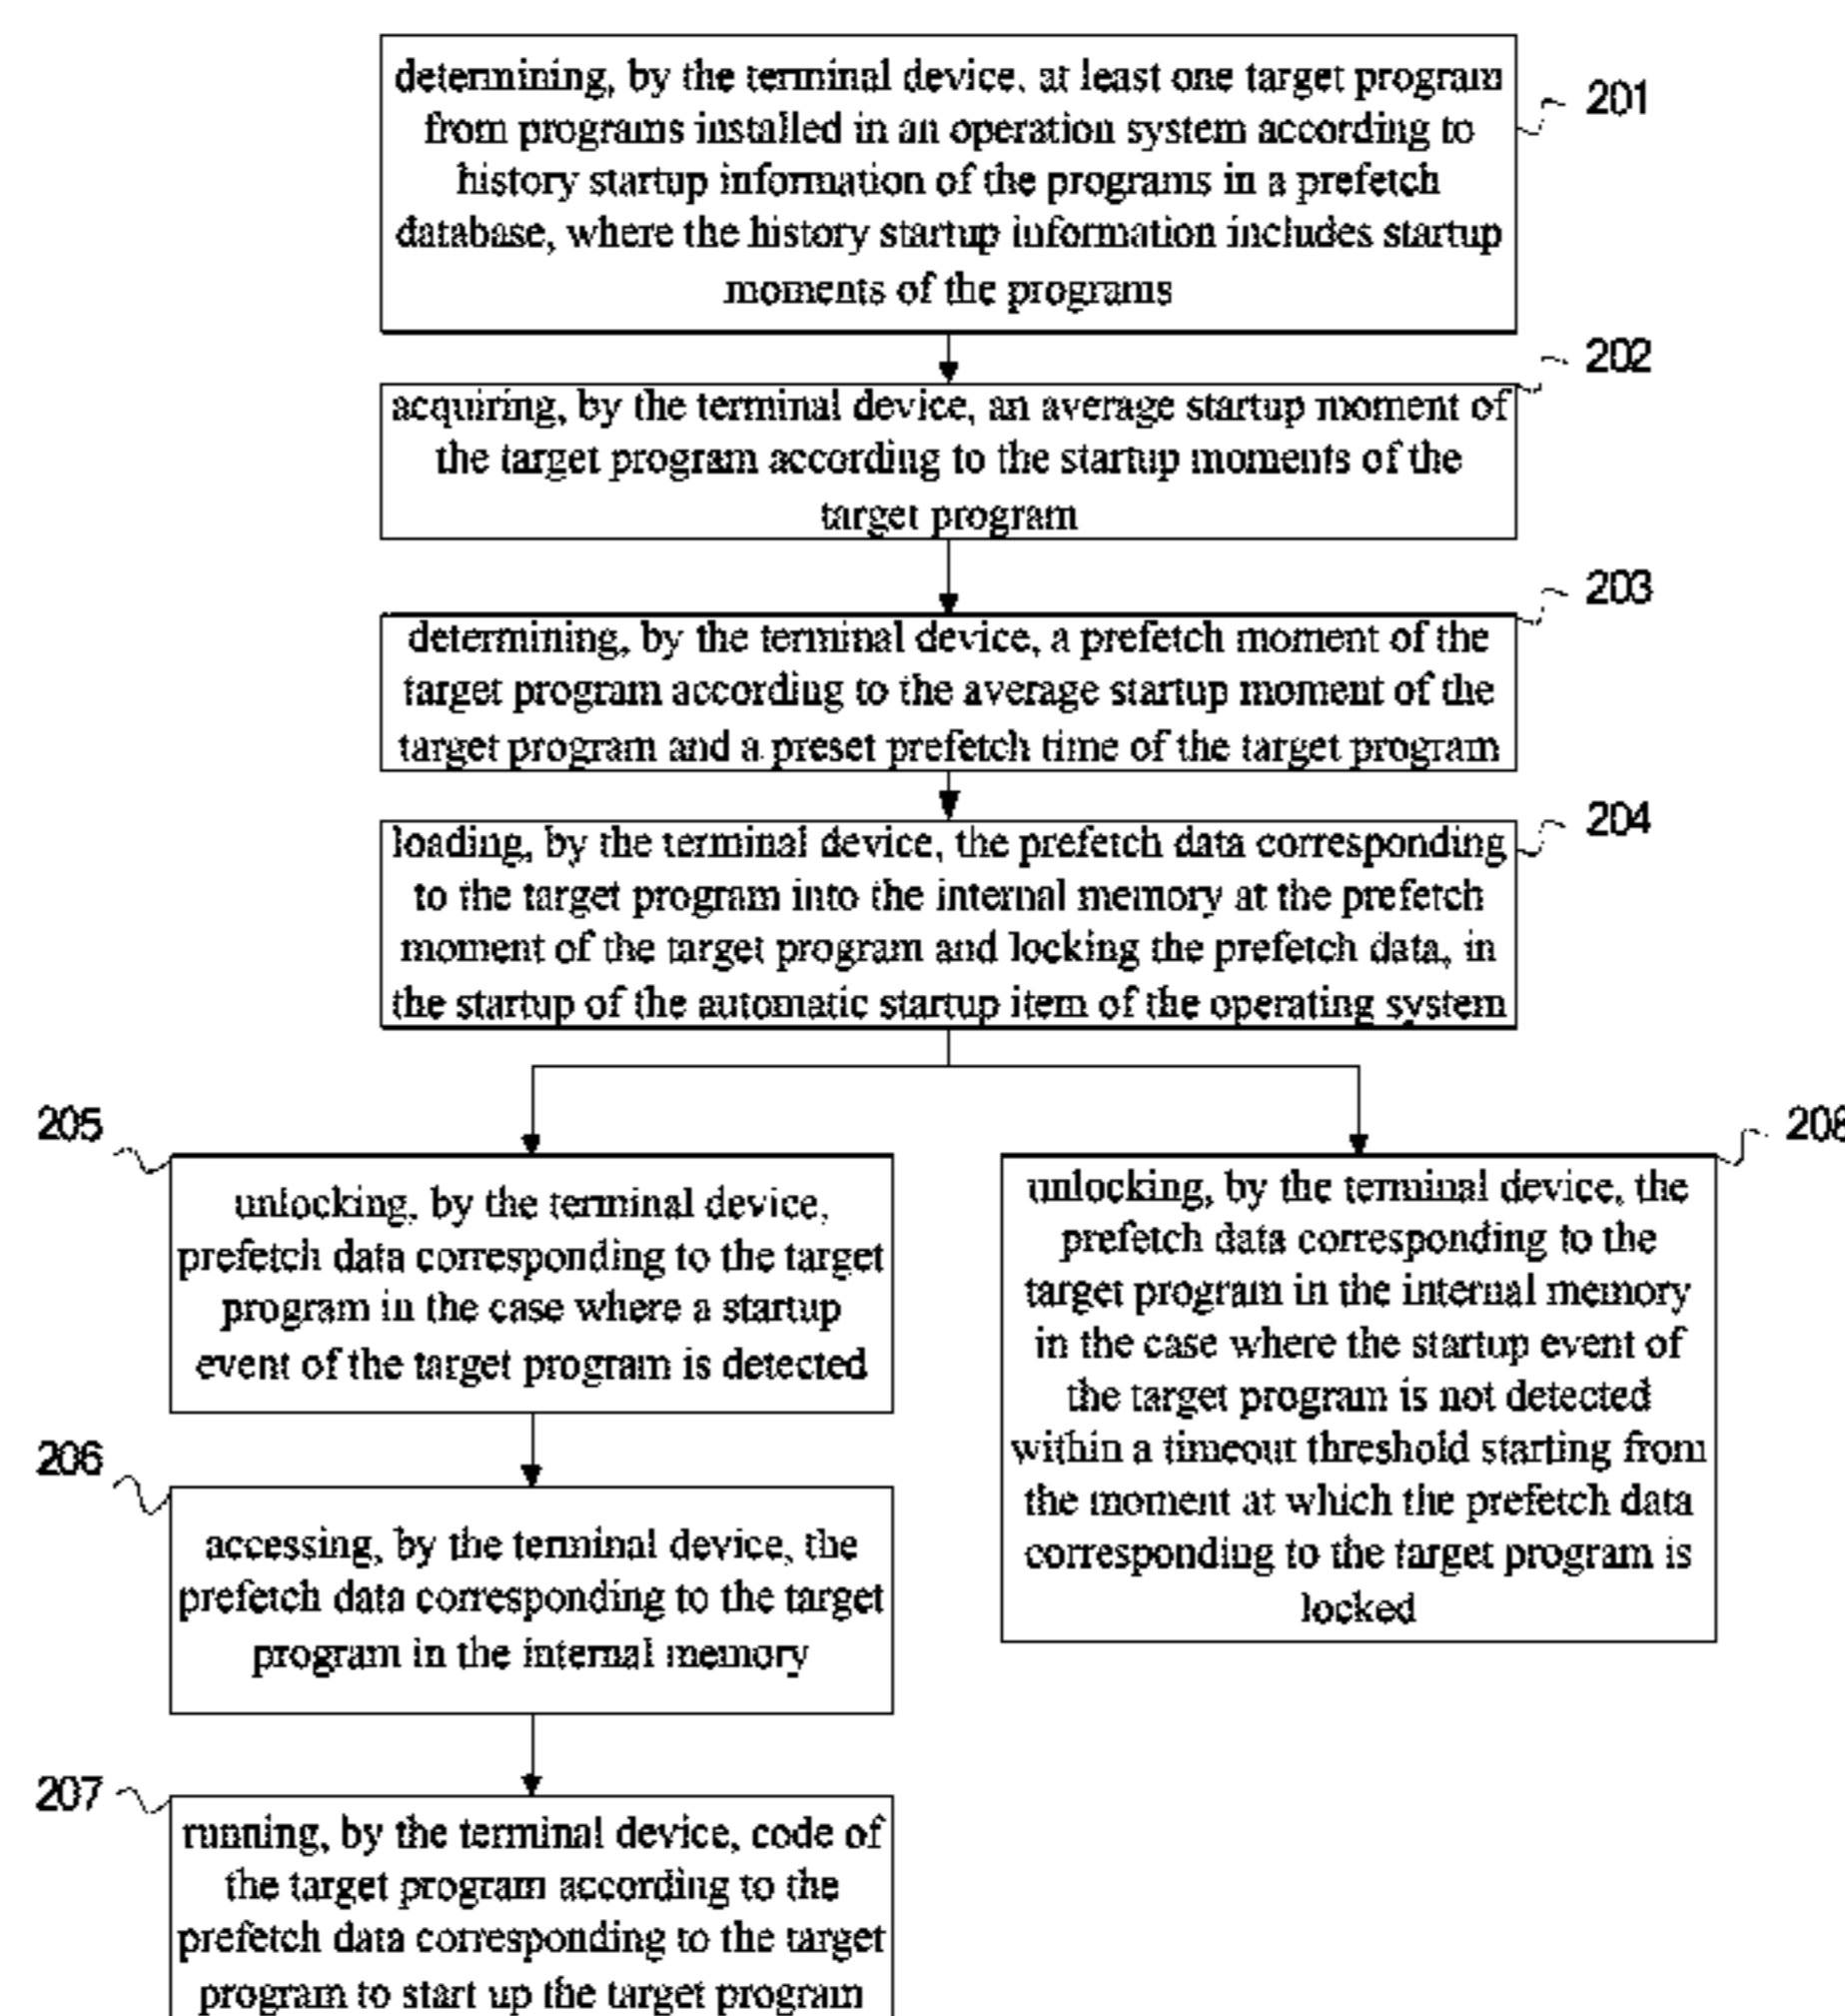 determining, by the terminal device, at least one target program
from programs installed in an operation system according to
history startup information of the programs in a prefetch
database, where the history startup information includes startup
moments of the programs
201
202
acquiring, by the terminal device, an average startup moment of
the target program according to the startup moments of the
target program
203
determining, by the terminal device, a prefetch moment of the
target program according to the average startup moment of the
target program and a preset prefetch time of the target program
204
loading, by the terminal device, the prefetch data corresponding
to the target program into the internal memory at the prefetch
moment of the target program and locking the prefetch data, in
the startup of the automatic startup item of the operating system
205
unlocking, by the terminal device,
prefetch data corresponding to the target
program in the case where a startup
event of the target program is detected
206
accessing, by the terminal device, the
prefetch data corresponding to the target
program in the internal memory
207
running, by the terminal device, code of
the target program according to the
prefetch data corresponding to the target
program to start up the target program
208
unlocking, by the terminal device, the
prefetch data corresponding to the
target program in the internal memory
in the case where the startup event of
the target program is not detected
within a timeout threshold starting from
the moment at which the prefetch data
corresponding to the target program is
locked